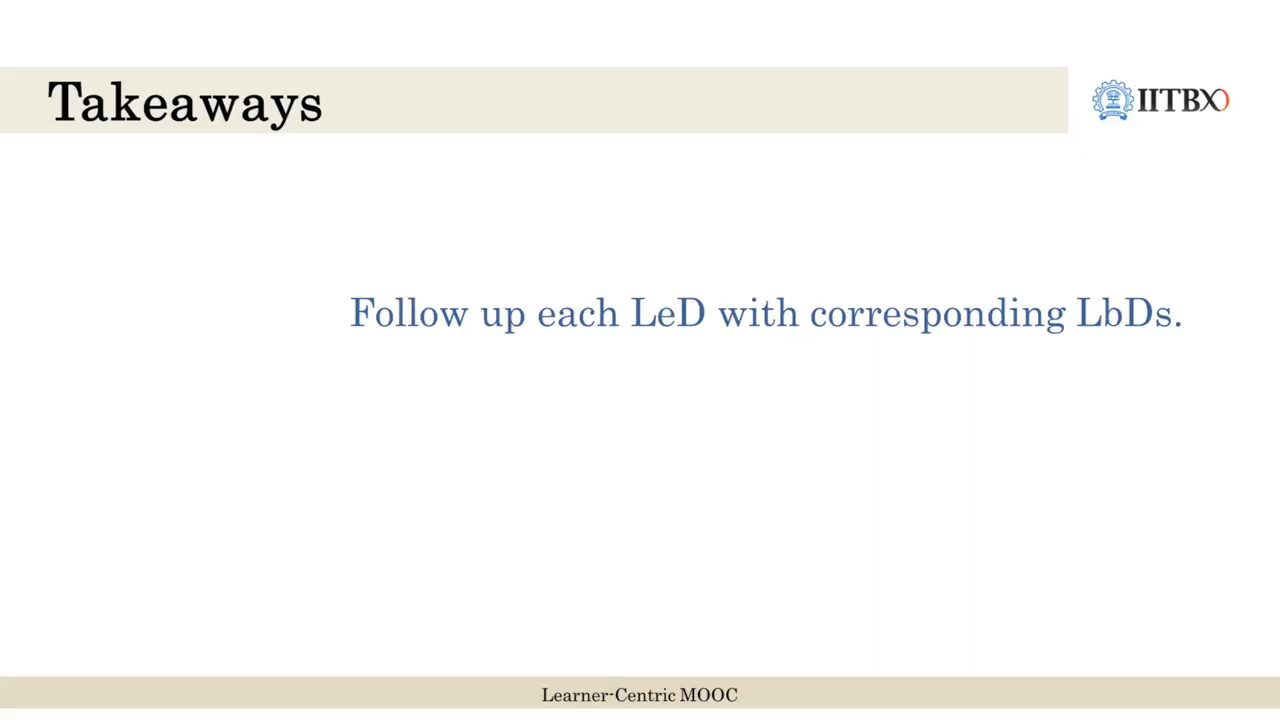 Takeaways
IITBX
Follow up each LeD with corresponding LbDs.
Learner-Centric MOOC